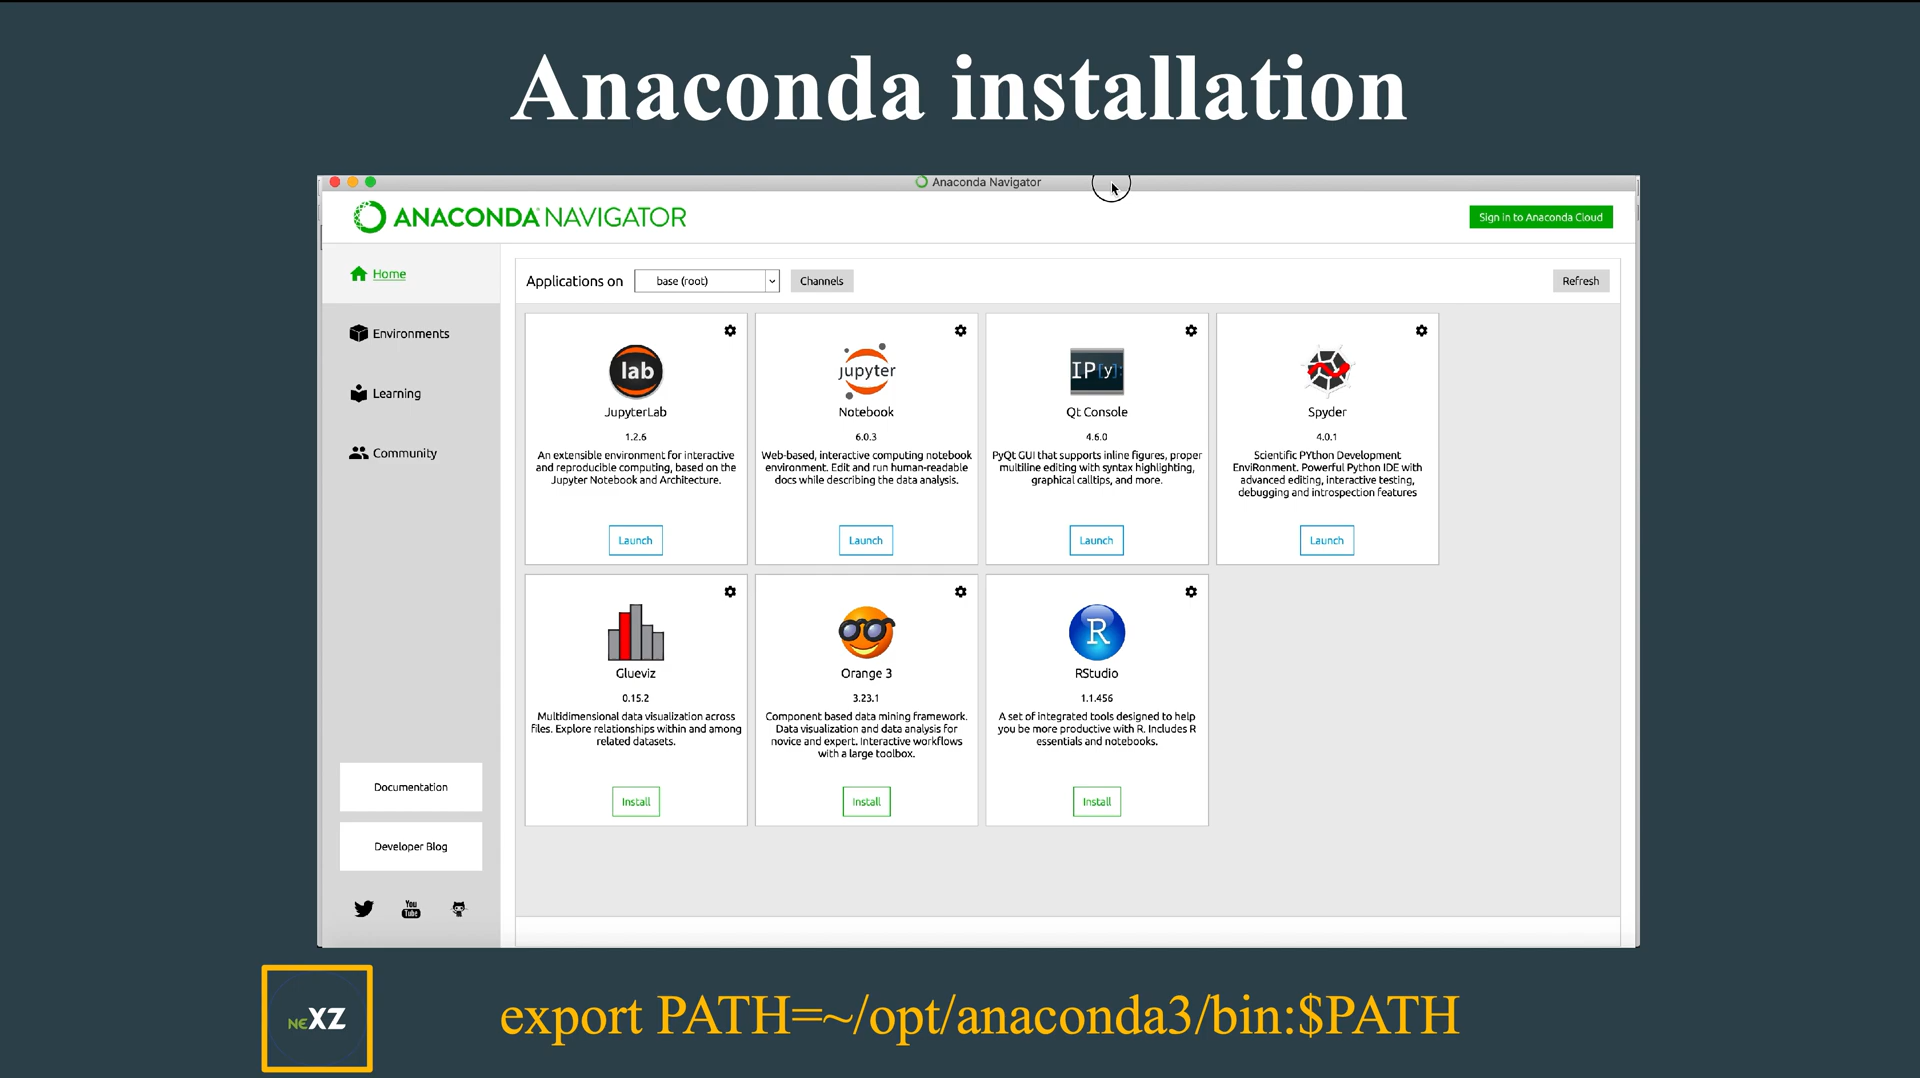 Anaconda installation
Anaconda Navigator
ANACONDA NAVIGATOR
Sign in to Anaconda Cloud
Home
Applications on
base (root)
Channels
Refresh
Environments
Learning
Community
lab
JupyterLab
1.2.6
An extensible environment for interactive
and reproducible computing, based on the
Jupyter Notebook and Architecture.
Launch
jupyter
Notebook
6.0.3
Web-based, interactive computing notebook
environment. Edit and run human-readable
docs while describing the data analysis.
Launch
IP[y]:
Qt Console
4.6.0
PyQt GUI that supports inline figures, proper
multiline editing with syntax highlighting,
graphical calltips, and more.
Launch
Spyder
4.0.1
Scientific PYthon Development
EnviRonment. Powerful Python IDE with
advanced editing, interactive testing,
debugging and introspection features
Launch
Glueviz
0.15.2
Multidimensional data visualization across
files. Explore relationships within and among
related datasets.
Install
Orange 3
3.23.1
Component based data mining framework.
Data visualization and data analysis for
novice and expert. Interactive workflows
with a large toolbox.
Install
R
RStudio
1.1.456
A set of integrated tools designed to help
you be more productive with R. Includes R
essentials and notebooks.
Install
Documentation
Developer Blog
You
Tube
NeXZ
export PATH=~/opt/anaconda3/bin:$PATH